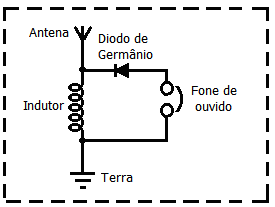 Antena
Diodo de
Germânio
Indutor
Fone de
ouvido
Terra